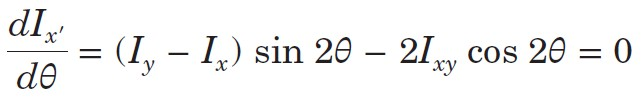 dI_{x'}/dθ = (I_y − I_x) sin 2θ − 2I_{xy} cos 2θ = 0